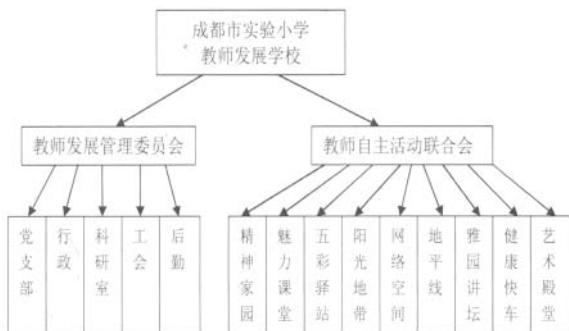 成都市实验小学
教师发展学校
教师发展管理委员会
教师自主活动联合会
党支部
行政
科研室
工会
后勤
精神家园
魅力课堂
五彩驿站
阳光地带
网络空间
地平线
雅园讲坛
健康快车
艺术殿堂